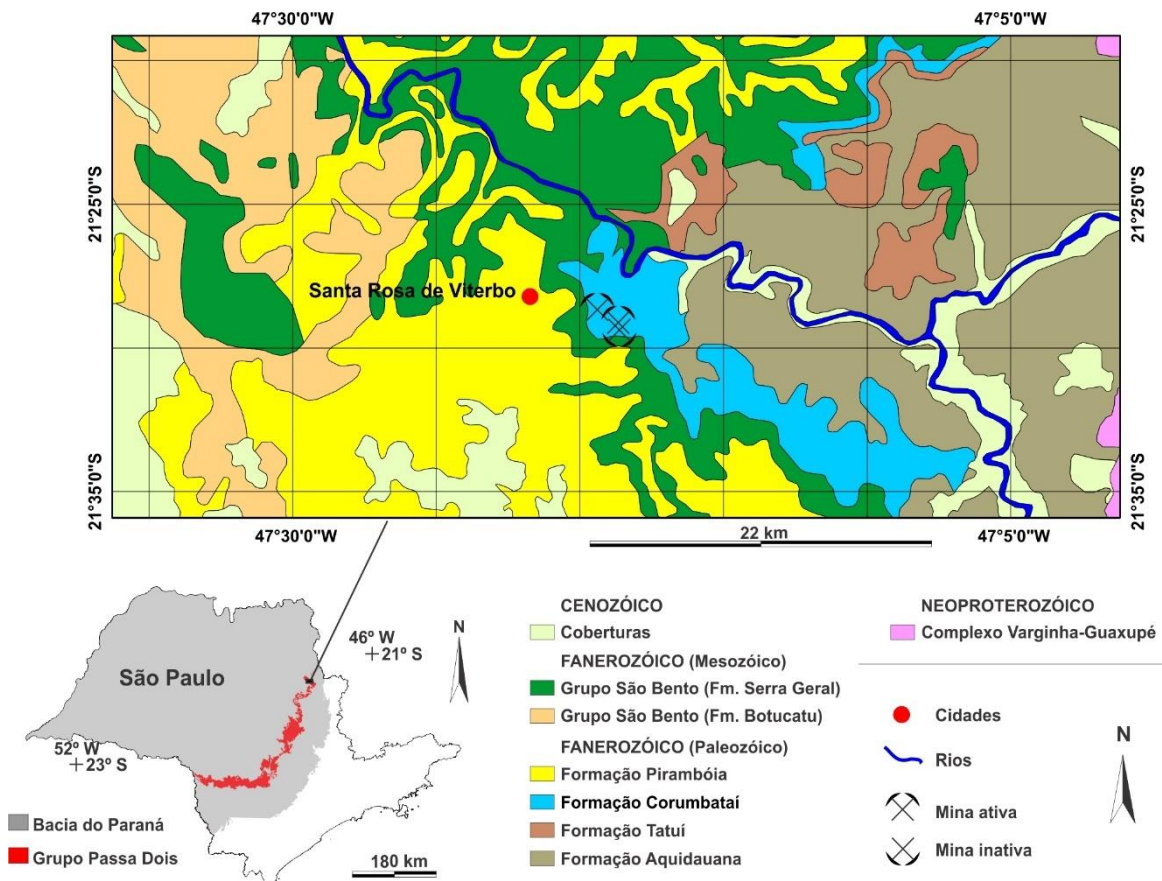 47°30'0"W
47°5'0"W
21°25'0"S
21°25'0"S
Santa Rosa de Viterbo
21°35'0"S
21°35'0"S
47°30'0"W
47°5'0"W
22 km
46° W
21° S
N
São Paulo
52° W
23° S
Bacia do Paraná
Grupo Passa Dois
180 km
CENOZÓICO
Coberturas
FANEROZÓICO (Mesozóico)
Grupo São Bento (Fm. Serra Geral)
Grupo São Bento (Fm. Botucatu)
FANEROZÓICO (Paleozóico)
Formação Pirambóia
Formação Corumbataí
Formação Tatuí
Formação Aquidauana
NEOPROTEROZÓICO
Complexo Varginha-Guaxupé
Cidades
Rios
Mina ativa
Mina inativa
N